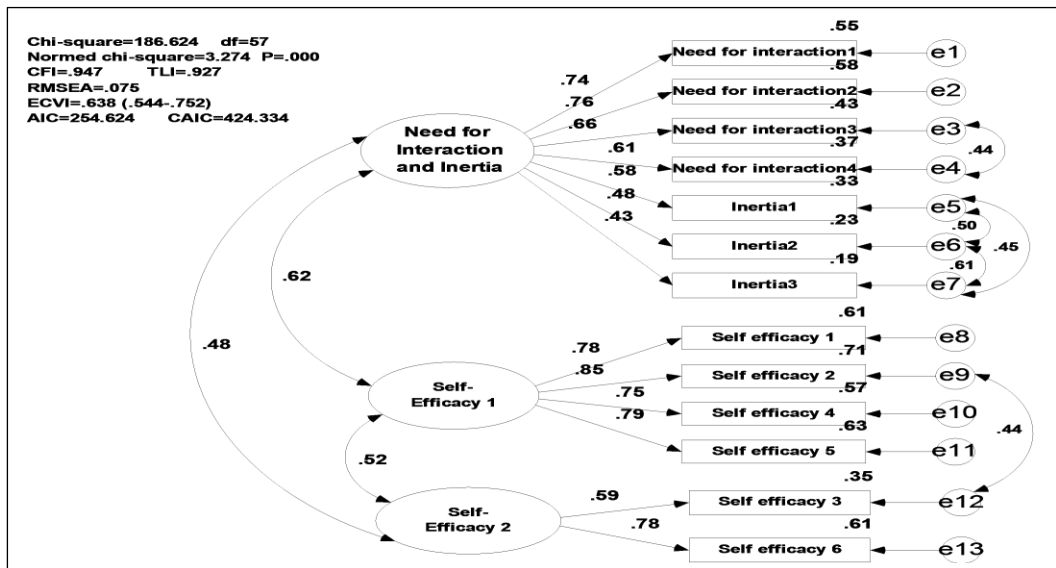 Chi-square=186.624 df=57
Normed chi-square=3.274 P=.000
CFI=.947 TLI=.927
RMSEA=.075
ECVI=.638 (.544-.752)
AIC=254.624 CAIC=424.334
Need for
Interaction
and Inertia
.74
.76
.66
.61
.58
.48
.43
.55
Need for interaction1
e1
.58
Need for interaction2
e2
.43
Need for interaction3
e3
.37
Need for interaction4
e4
.44
.33
Inertia1
e5
.23
Inertia2
e6
.19
Inertia3
e7
.50
.61
.45
.62
.48
Self-
Efficacy 1
.78
.85
.75
.79
.61
Self efficacy 1
e8
.71
Self efficacy 2
e9
.57
Self efficacy 4
e10
.63
Self efficacy 5
e11
.44
.52
Self-
Efficacy 2
.59
.78
.35
Self efficacy 3
e12
.61
Self efficacy 6
e13